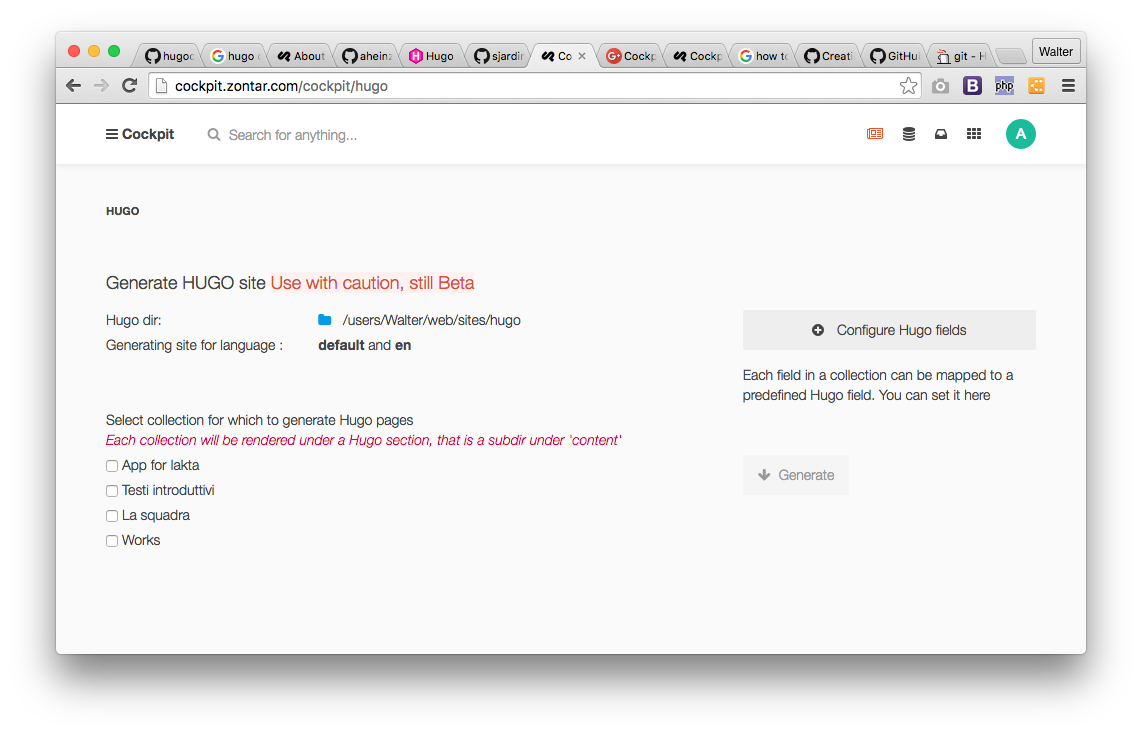 hugoc
hugo
About
aheinz
Hugo
sjardin
Co
Cockp
Cockp
how to
Creati
GitHu
git - H
Walter
cockpit.zontar.com/cockpit/hugo
B
php
Cockpit
Search for anything...
A
HUGO
Generate HUGO site Use with caution, still Beta
Hugo dir: /users/Walter/web/sites/hugo
Generating site for language : default and en
Configure Hugo fields
Each field in a collection can be mapped to a
predefined Hugo field. You can set it here
Select collection for which to generate Hugo pages
Each collection will be rendered under a Hugo section, that is a subdir under 'content'
App for lakta
Testi introduttivi
La squadra
Works
Generate